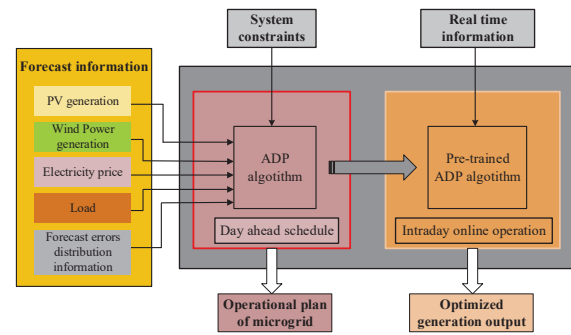 System
constraints
Real time
information
Forecast information
PV generation
Wind Power
generation
Electricity price
Load
Forecast errors
distribution
information
ADP
algotithm
Day ahead schedule
Pre-trained
ADP algorithm
Intraday online operation
Operational plan
of microgrid
Optimized
generation output